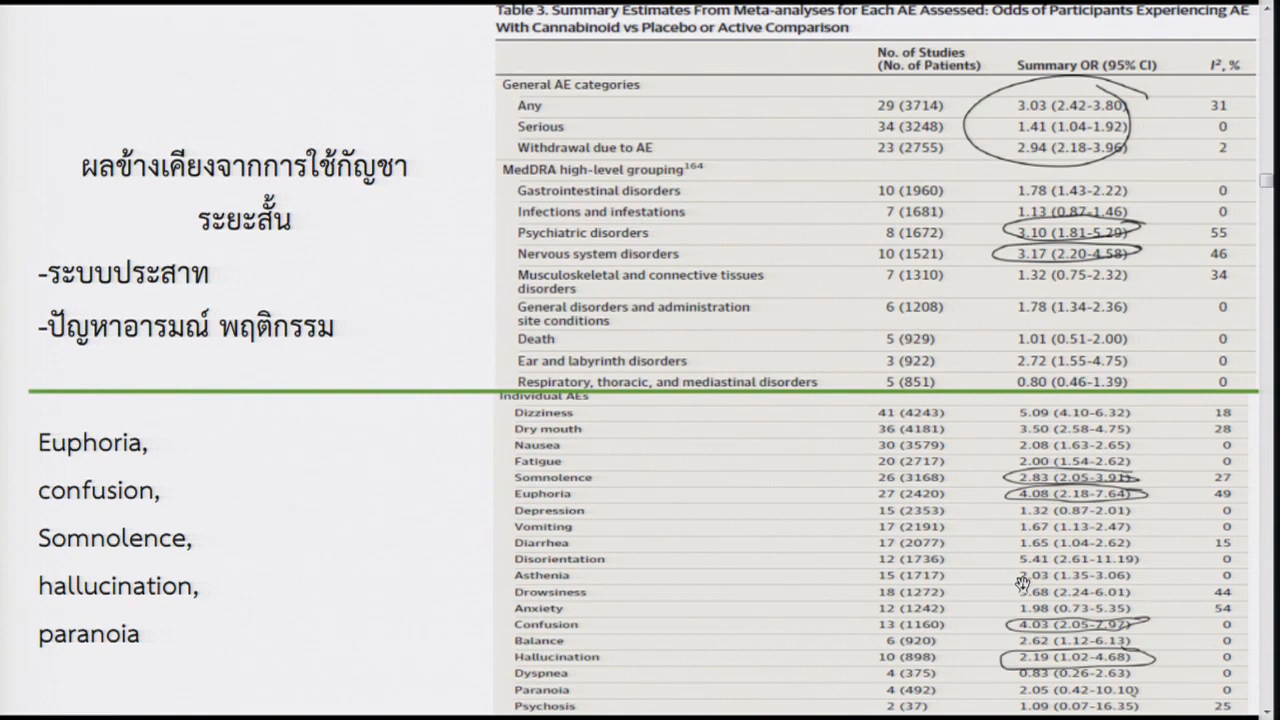 ผลข้างเคียงจากการใช้กัญชา
ระยะสั้น
-ระบบประสาท
-ปัญหาอารมณ์ พฤติกรรม
Euphoria,
confusion,
Somnolence,
hallucination,
paranoia
Table 3. Summary Estimates From Meta-analyses for Each AE Assessed: Odds of Participants Experiencing AE
With Cannabinoid vs Placebo or Active Comparison
No. of Studies
(No. of Patients) Summary OR (95% CI) I², %
General AE categories
Any 29 (3714) 3.03 (2.42-3.80) 31
Serious 34 (3248) 1.41 (1.04-1.92) 0
Withdrawal due to AE 23 (2755) 2.94 (2.18-3.96) 2
MedDRA high-level grouping¹⁶⁴
Gastrointestinal disorders 10 (1960) 1.78 (1.43-2.22) 0
Infections and infestations 7 (1681) 1.13 (0.87-1.46) 0
Psychiatric disorders 8 (1672) 3.10 (1.81-5.29) 55
Nervous system disorders 10 (1521) 3.17 (2.20-4.58) 46
Musculoskeletal and connective tissues 7 (1310) 1.32 (0.75-2.32) 34
disorders
General disorders and administration 6 (1208) 1.78 (1.34-2.36) 0
site conditions
Death 5 (929) 1.01 (0.51-2.00) 0
Ear and labyrinth disorders 3 (922) 2.72 (1.55-4.75) 0
Respiratory, thoracic, and mediastinal disorders 5 (851) 0.80 (0.46-1.39) 0
Individual AEs
Dizziness 41 (4243) 5.09 (4.10-6.32) 18
Dry mouth 36 (4181) 3.50 (2.58-4.75) 28
Nausea 30 (3579) 2.08 (1.63-2.65) 0
Fatigue 20 (2717) 2.00 (1.54-2.62) 0
Somnolence 26 (3168) 2.83 (2.05-3.91) 27
Euphoria 27 (2420) 4.08 (2.18-7.64) 49
Depression 15 (2353) 1.32 (0.87-2.01) 0
Vomiting 17 (2191) 1.67 (1.13-2.47) 0
Diarrhea 17 (2077) 1.65 (1.04-2.62) 15
Disorientation 12 (1736) 5.41 (2.61-11.19) 0
Asthenia 15 (1717) (1.35-3.06) 0
Drowsiness 18 (1272) (2.24-6.01) 44
Anxiety 12 (1242) 1.98 (0.73-5.35) 54
Confusion 13 (1160) 4.03 (2.05-7.97) 0
Balance 6 (920) 2.62 (1.12-6.13) 0
Hallucination 10 (898) 2.19 (1.02-4.68) 0
Dyspnea 4 (375) 0.83 (0.26-2.63) 0
Paranoia 4 (492) 2.05 (0.42-10.10) 0
Psychosis 2 (37) 1.09 (0.07-16.35) 25